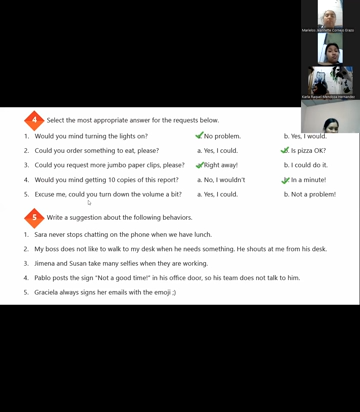 4 Select the most appropriate answer for the requests below.
1. Would you mind turning the lights on? No problem. b. Yes, I would.
2. Could you order something to eat, please? a. Yes, I could. Is pizza OK?
3. Could you request more jumbo paper clips, please? Right away! b. I could do it.
4. Would you mind getting 10 copies of this report? a. No, I wouldn't In a minute!
5. Excuse me, could you turn down the volume a bit? a. Yes, I could. b. Not a problem!
5 Write a suggestion about the following behaviors.
1. Sara never stops chatting on the phone when we have lunch.
2. My boss does not like to walk to my desk when he needs something. He shouts at me from his desk.
3. Jimena and Susan take many selfies when they are working.
4. Pablo posts the sign "Not a good time!" in his office door, so his team does not talk to him.
5. Graciela always signs her emails with the emoji ;)